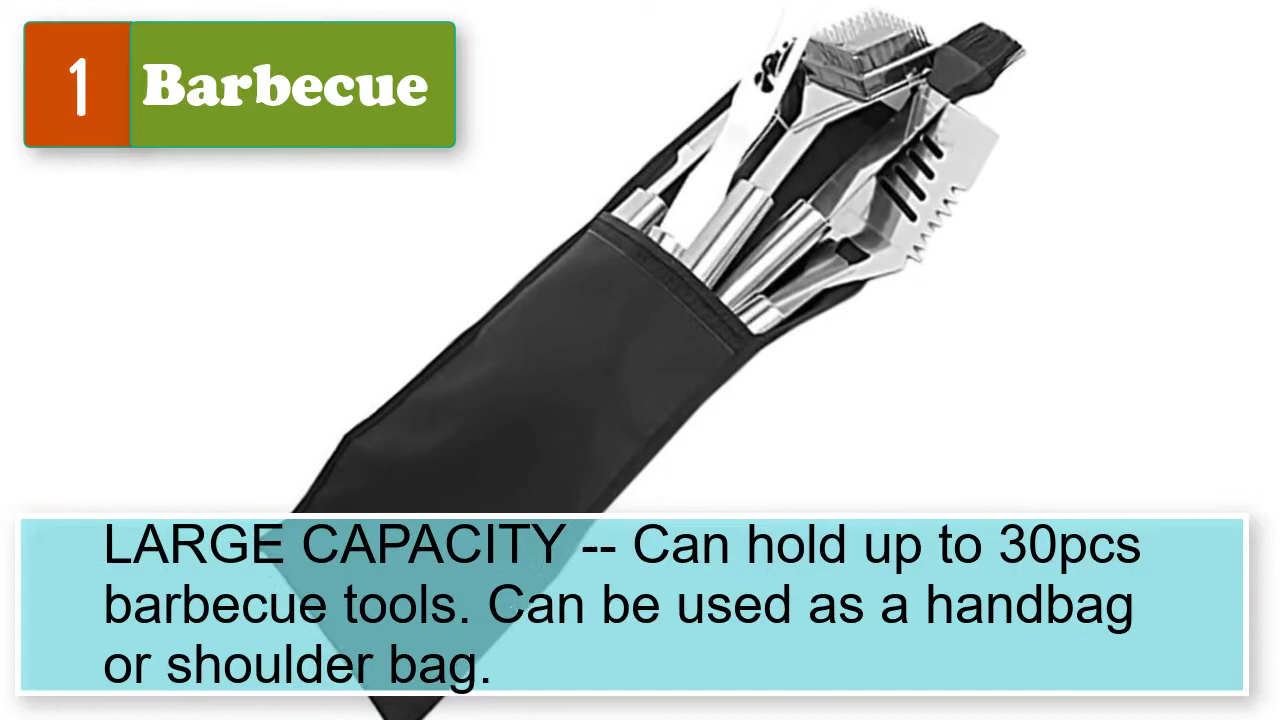 1 Barbecue
LARGE CAPACITY -- Can hold up to 30pcs
barbecue tools. Can be used as a handbag
or shoulder bag.